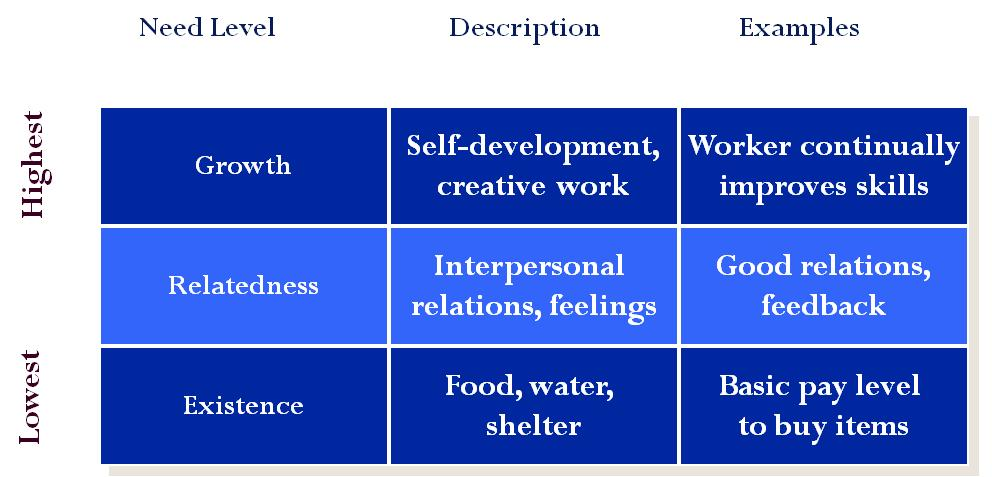 Need Level Description Examples
Highest
Growth
Self-development,
creative work
Worker continually
improves skills
Relatedness
Interpersonal
relations, feelings
Good relations,
feedback
Lowest
Existence
Food, water,
shelter
Basic pay level
to buy items